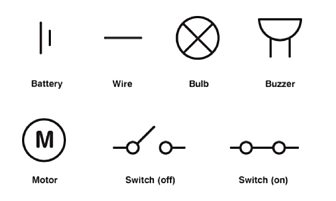 Battery Wire Bulb Buzzer
M
Motor Switch (off) Switch (on)